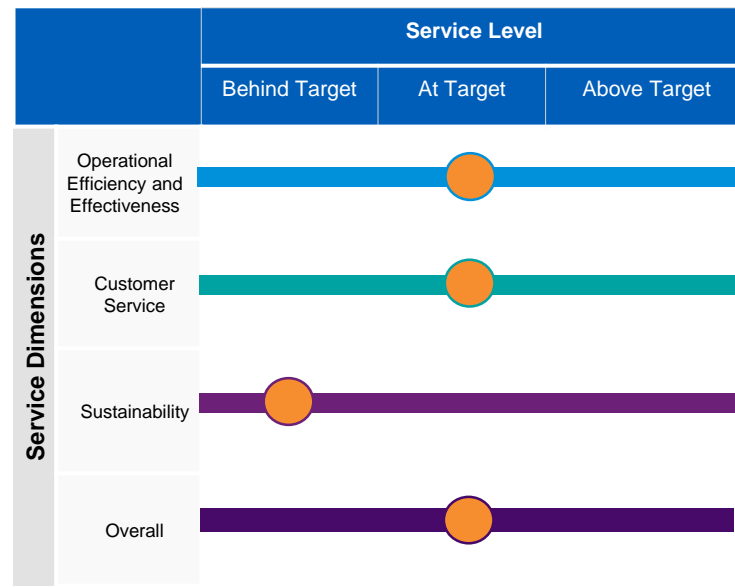 Service Level
Behind Target
At Target
Above Target
Service Dimensions
Operational
Efficiency and
Effectiveness
Customer
Service
Sustainability
Overall